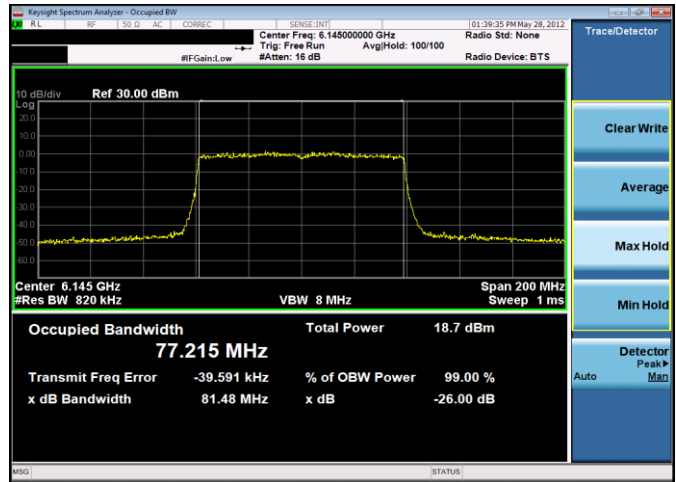 Keysight Spectrum Analyzer - Occupied BW
RL RF 50 Ω AC CORREC SENSE:INT 01:39:35 PM May 28, 2012
Center Freq: 6.145000000 GHz Radio Std: None
Trig: Free Run Avg|Hold: 100/100
#IFGain:Low #Atten: 16 dB Radio Device: BTS
Trace/Detector
10 dB/div Ref 30.00 dBm
Log
20.0
10.0
0.00
-10.0
-20.0
-30.0
-40.0
-50.0
-60.0
Center 6.145 GHz Span 200 MHz
#Res BW 820 kHz VBW 8 MHz Sweep 1 ms
Occupied Bandwidth Total Power 18.7 dBm
77.215 MHz
Transmit Freq Error -39.591 kHz % of OBW Power 99.00 %
x dB Bandwidth 81.48 MHz x dB -26.00 dB
Clear Write
Average
Max Hold
Min Hold
Detector
Peak▶
Auto Man
MSG STATUS